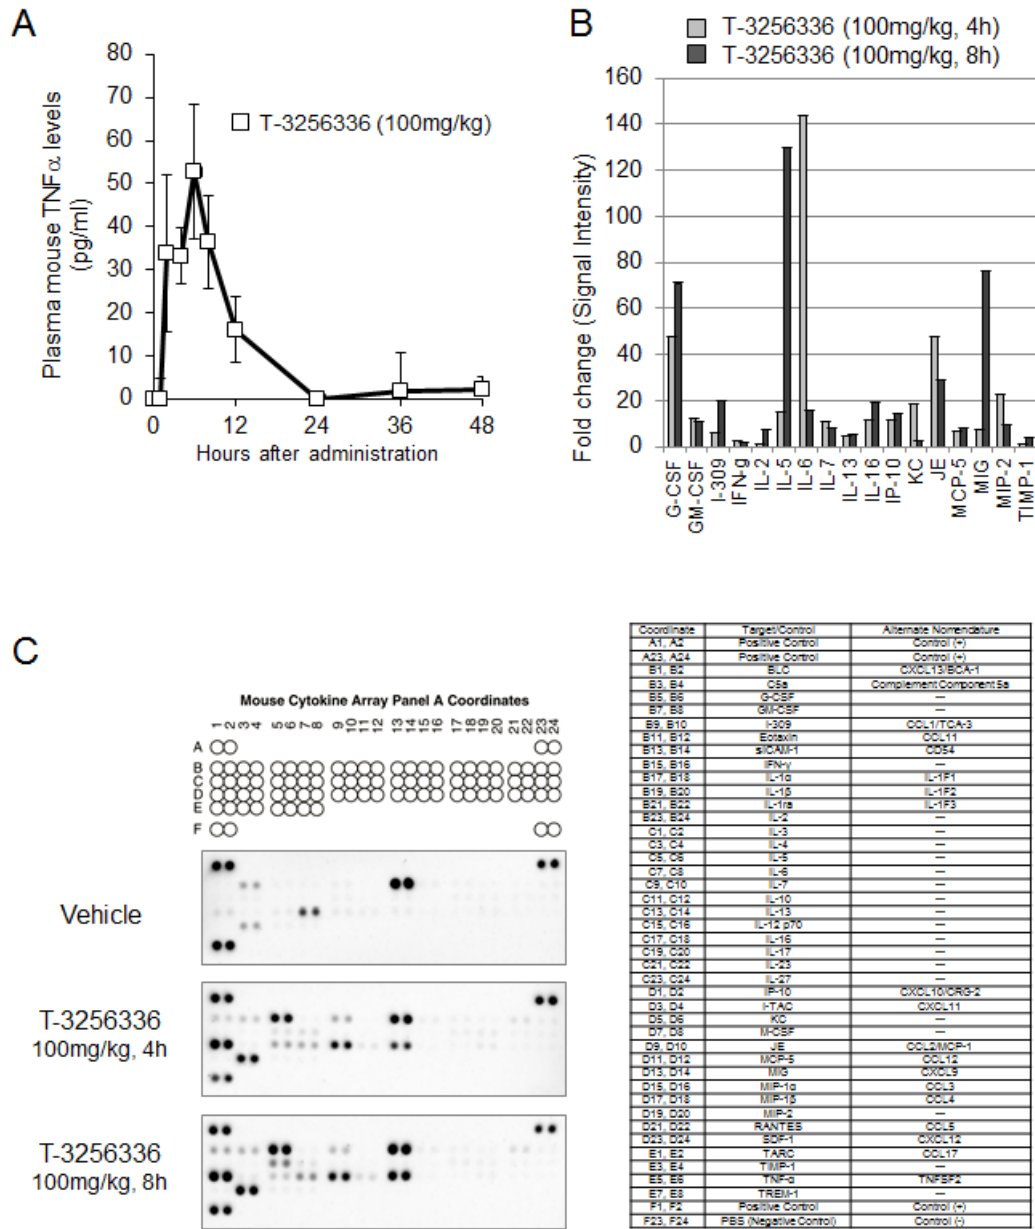 A
80
70
60
50
40
30
20
10
0
Plasma mouse TNFα levels
(pg/ml)
T-3256336 (100mg/kg)
0 12 24 36 48
Hours after administration
B
T-3256336 (100mg/kg, 4h)
T-3256336 (100mg/kg, 8h)
160
140
120
100
80
60
40
20
0
Fold change (Signal Intensity)
G-CSF
GM-CSF
I-309
IFN-g
IL-2
IL-5
IL-6
IL-7
IL-13
IL-16
IP-10
KC
JE
MCP-5
MIG
MIP-2
TIMP-1
C
Mouse Cytokine Array Panel A Coordinates
1 2 3 4 5 6 7 8 9 10 11 12 13 14 15 16 17 18 19 20 21 22 23 24
A
B
C
D
E
F
Vehicle
T-3256336
100mg/kg, 4h
T-3256336
100mg/kg, 8h
Coordinate Target/Control Alternate Nomenclature
A1, A2 Positive Control Control (+)
A23, A24 Positive Control Control (+)
B1, B2 BLC CXCL13/BCA-1
B3, B4 C5a Complement Component 5a
B5, B6 G-CSF —
B7, B8 GM-CSF —
B9, B10 I-309 CCL1/TCA-3
B11, B12 Eotaxin CCL11
B13, B14 sICAM-1 CD54
B15, B16 IFN-γ —
B17, B18 IL-1α IL-1F1
B19, B20 IL-1β IL-1F2
B21, B22 IL-1ra IL-1F3
B23, B24 IL-2 —
C1, C2 IL-3 —
C3, C4 IL-4 —
C5, C6 IL-5 —
C7, C8 IL-6 —
C9, C10 IL-7 —
C11, C12 IL-10 —
C13, C14 IL-13 —
C15, C16 IL-12 p70 —
C17, C18 IL-16 —
C19, C20 IL-17 —
C21, C22 IL-23 —
C23, C24 IL-27 —
D1, D2 IP-10 CXCL10/CRG-2
D3, D4 I-TAC CXCL11
D5, D6 KC —
D7, D8 M-CSF —
D9, D10 JE CCL2/MCP-1
D11, D12 MCP-5 CCL12
D13, D14 MIG CXCL9
D15, D16 MIP-1α CCL3
D17, D18 MIP-1β CCL4
D19, D20 MIP-2 —
D21, D22 RANTES CCL5
D23, D24 SDF-1 CXCL12
E1, E2 TARC CCL17
E3, E4 TIMP-1 —
E5, E6 TNF-α TNFSF2
E7, E8 TREM-1 —
F1, F2 Positive Control Control (+)
F23, F24 PBS (Negative Control) Control (-)